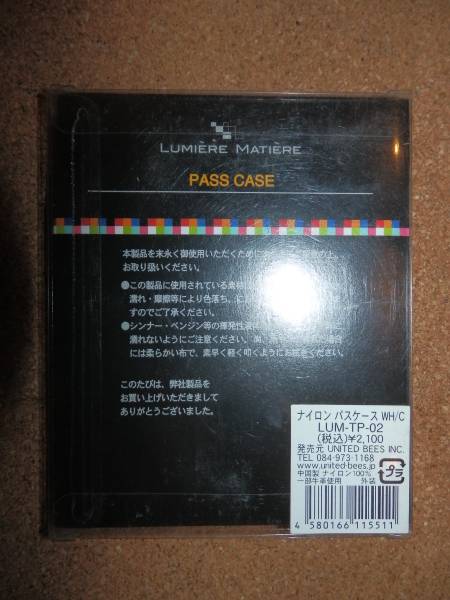 LUMIÈRE MATIÈRE
PASS CASE
本製品を末永く御使用いただくために
お取り扱いください。
●この製品に使用されている素材
濡れ・摩擦等により色落ち、に
すのでご了承ください。
●シンナー・ベンジン等の揮発性
濡れないようにご注意ください。
には柔らかい布で、素早く軽く叩くようにお拭きください。
このたびは、弊社製品を
お買い上げいただきまして
ありがとうございました。
ナイロン パスケース WH/C
LUM-TP-02
(税込)¥2,100
発売元 UNITED BEES INC.
TEL 084-973-1168
www.united-bees.jp
中国製 ナイロン100%
一部牛革使用 外装
プラ
4 580166 115511